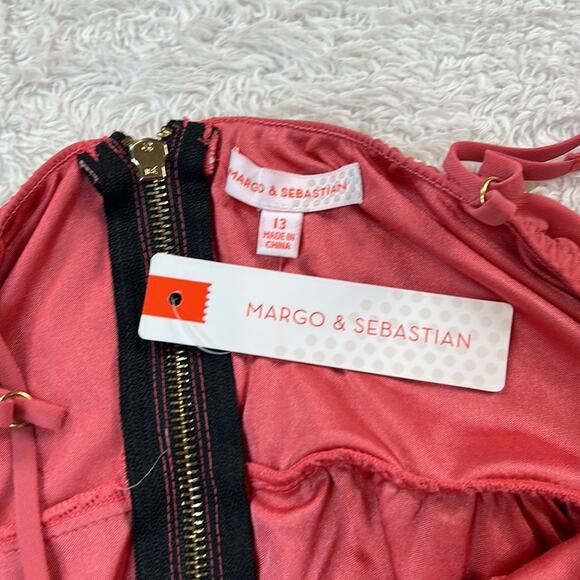 MARGO & SEBASTIAN
13
MADE IN
CHINA
MARGO & SEBASTIAN